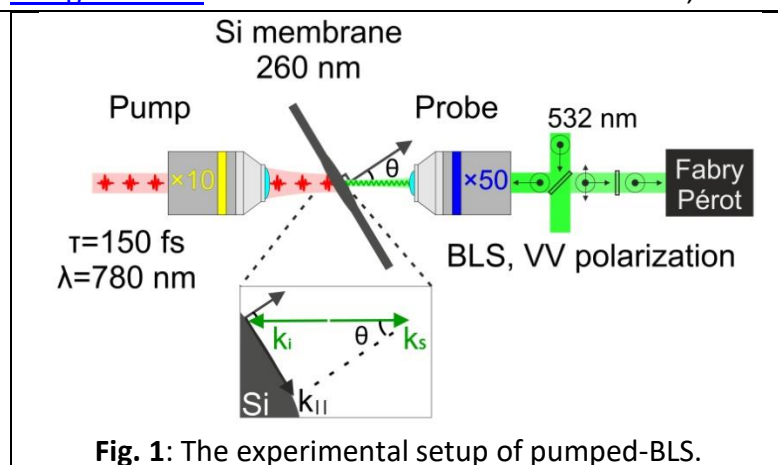 Si membrane
260 nm
Pump
Probe
532 nm
θ
×10
×50
Fabry
Pérot
τ=150 fs
λ=780 nm
BLS, VV polarization
ki
θ
ks
Si
kII
Fig. 1: The experimental setup of pumped-BLS.